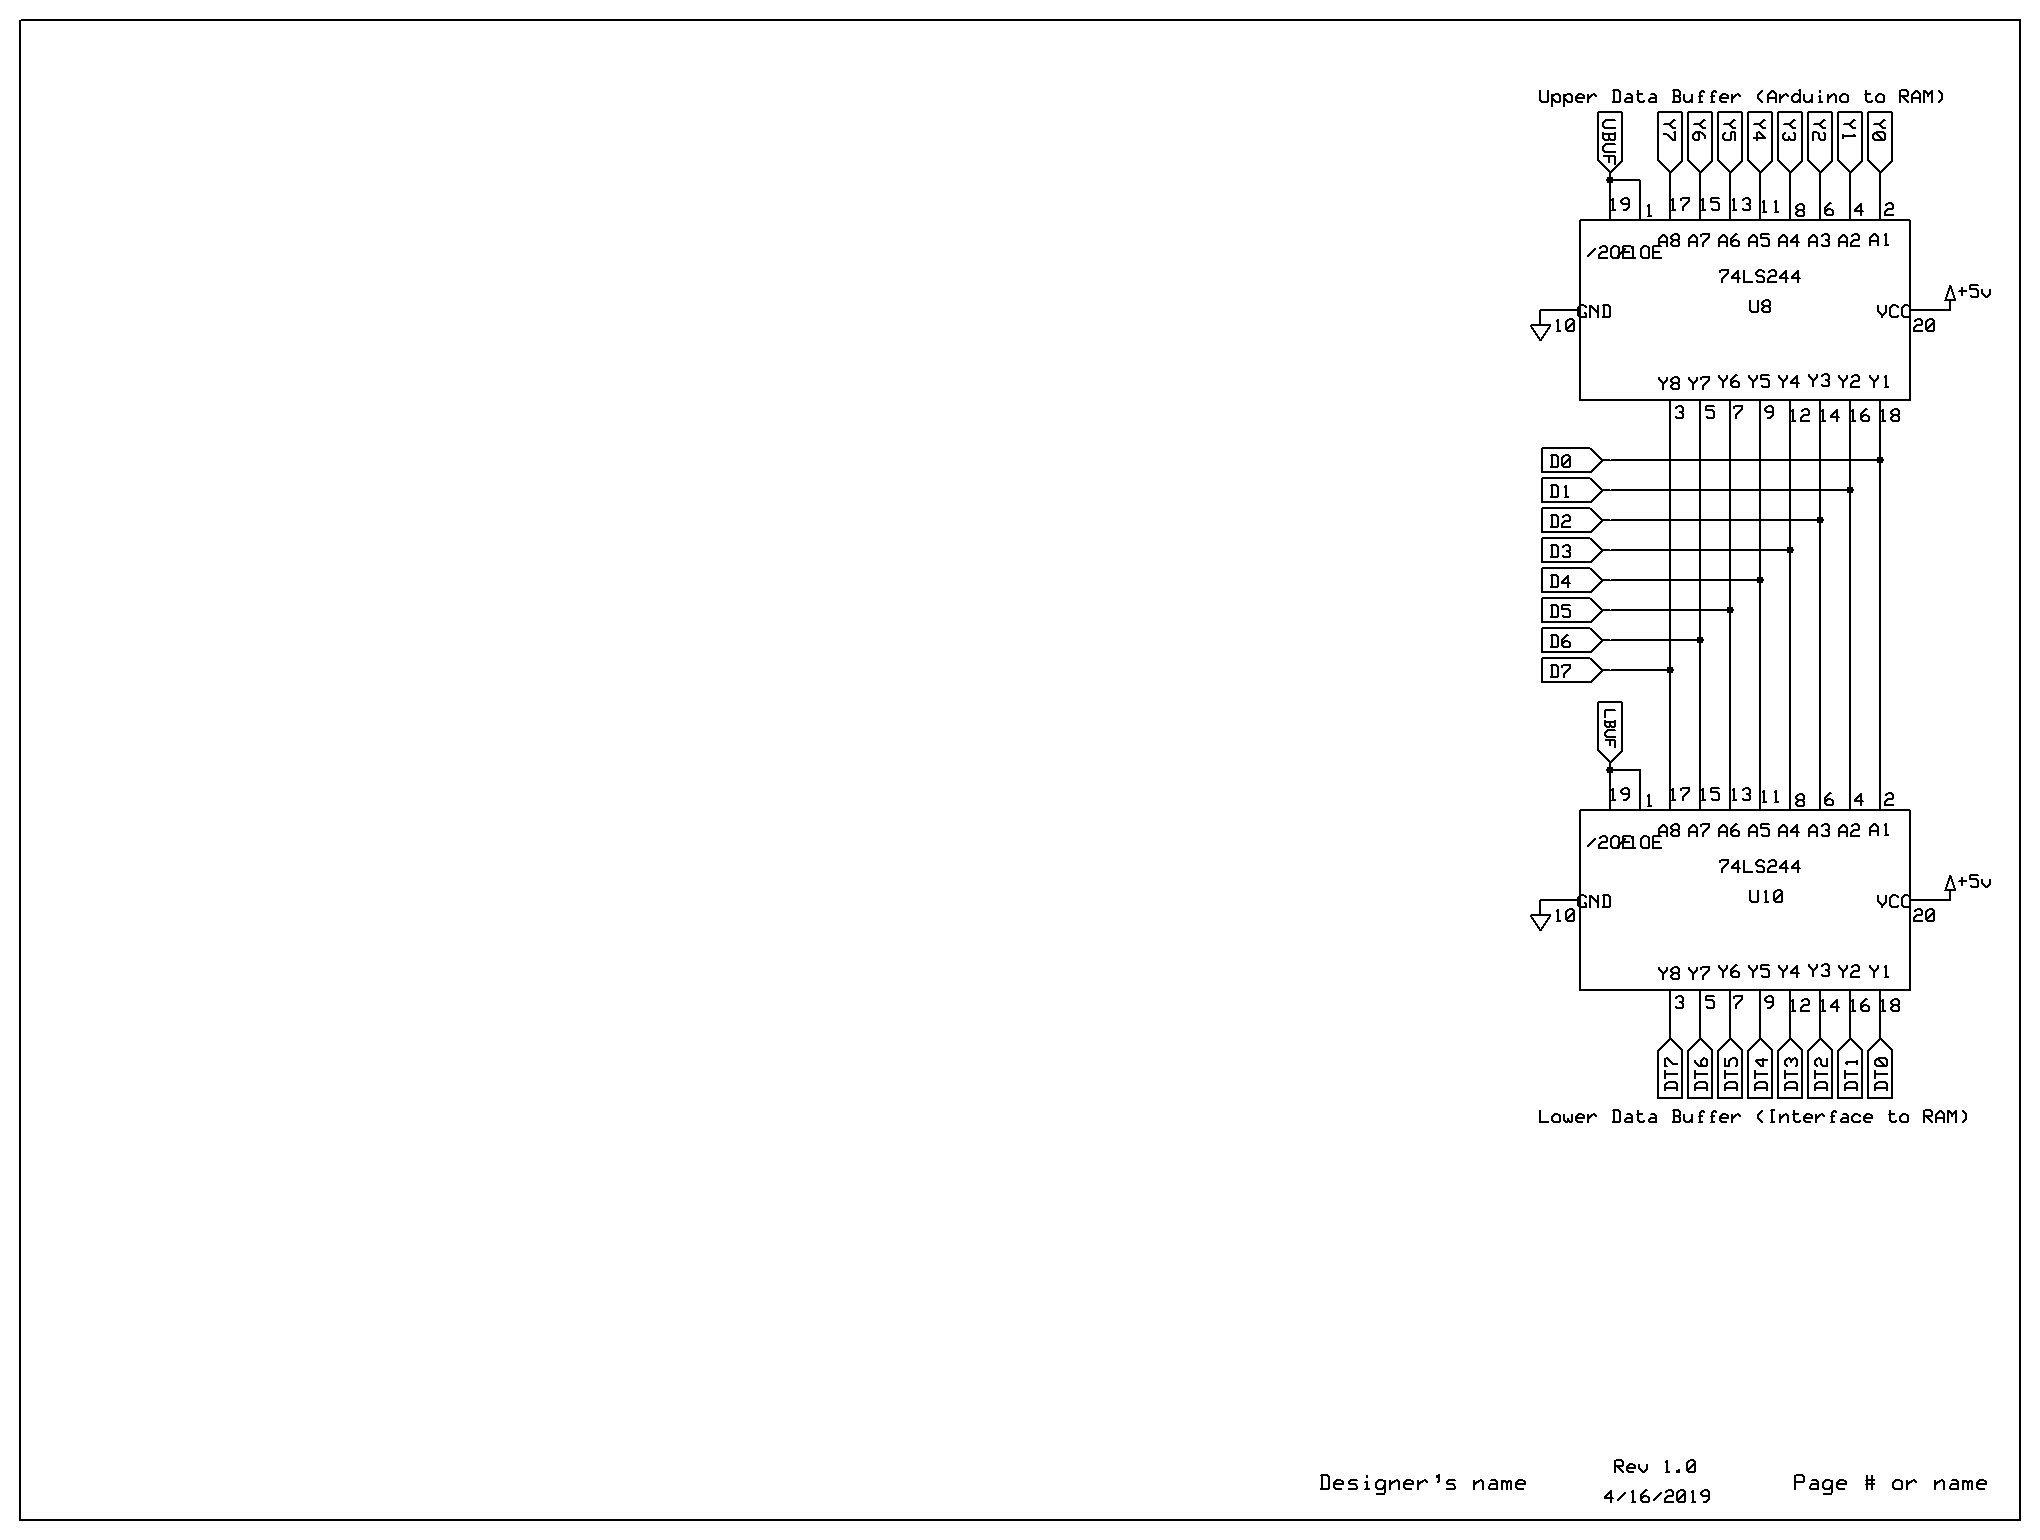 Upper Data Buffer (Arduino to RAM)
UBUF Y7 Y6 Y5 Y4 Y3 Y2 Y1 Y0
19 1 17 15 13 11 8 6 4 2
/2OE /1OE A8 A7 A6 A5 A4 A3 A2 A1
74LS244
U8
+5v
GND VCC
10 20
Y8 Y7 Y6 Y5 Y4 Y3 Y2 Y1
3 5 7 9 12 14 16 18
D0
D1
D2
D3
D4
D5
D6
D7
LBUF
19 1 17 15 13 11 8 6 4 2
/2OE /1OE A8 A7 A6 A5 A4 A3 A2 A1
74LS244
U10
+5v
GND VCC
10 20
Y8 Y7 Y6 Y5 Y4 Y3 Y2 Y1
3 5 7 9 12 14 16 18
DT7 DT6 DT5 DT4 DT3 DT2 DT1 DT0
Lower Data Buffer (Interface to RAM)
Designer's name
Rev 1.0
4/16/2019
Page # or name